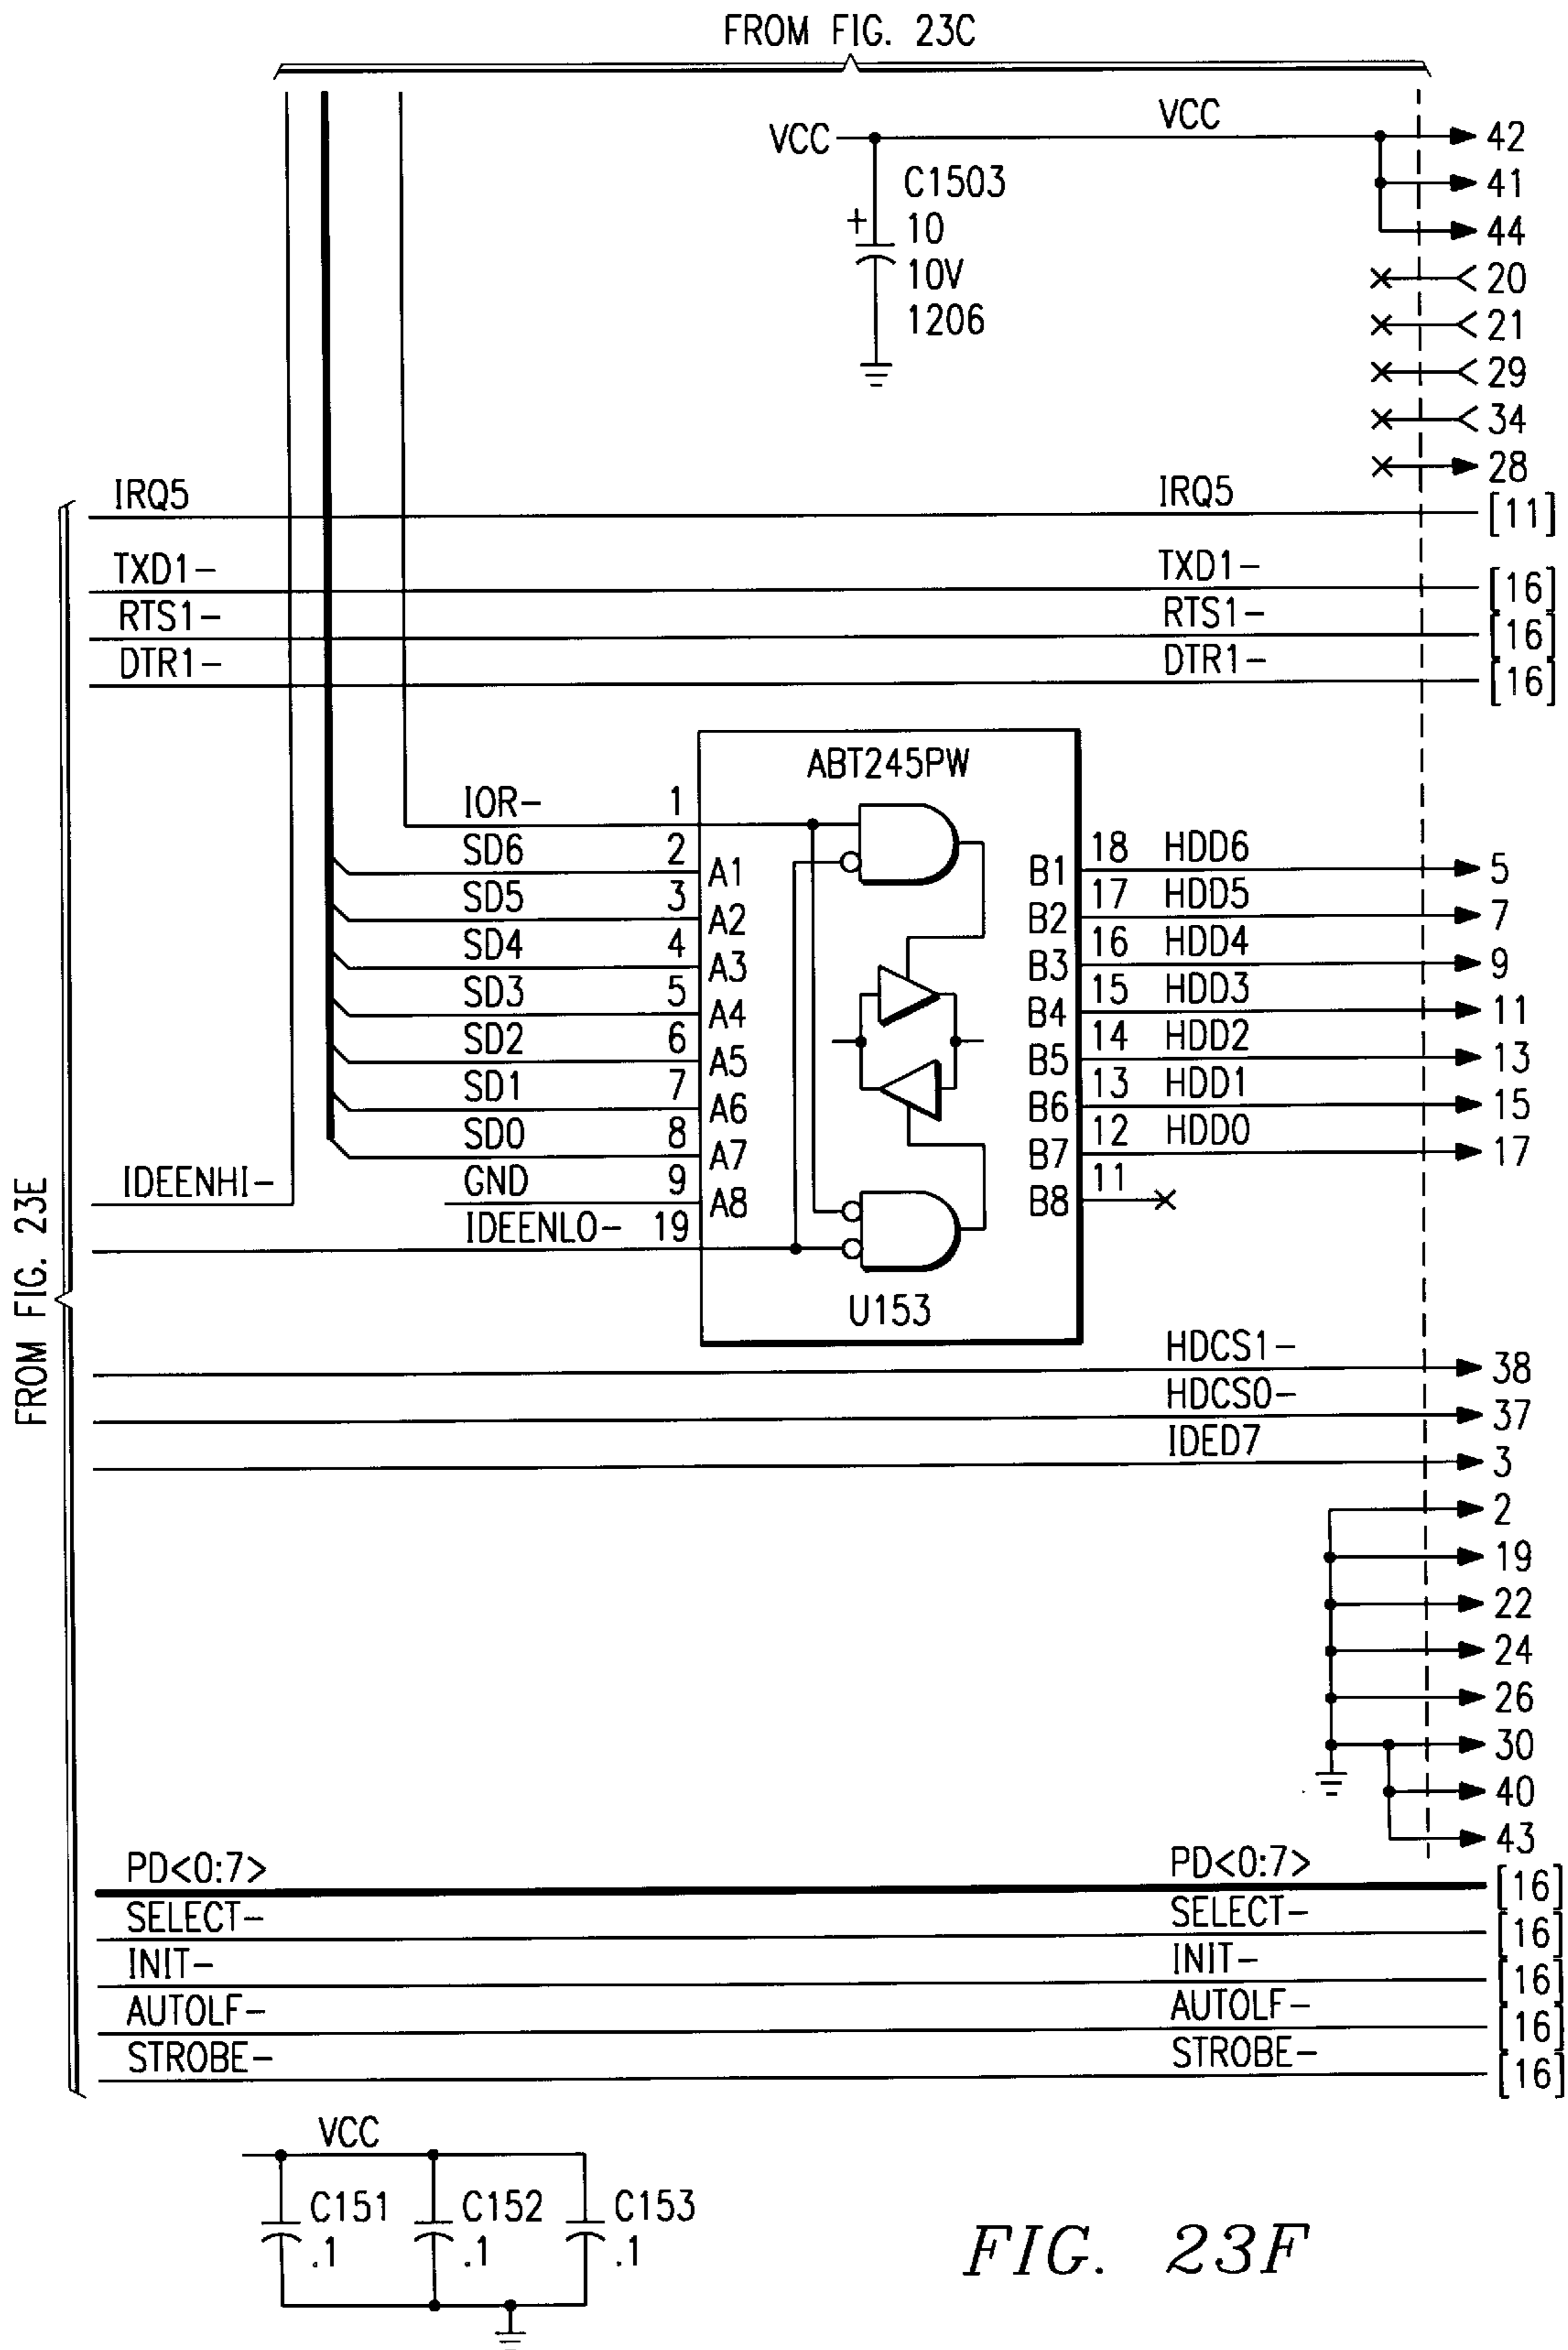 FROM FIG. 23C
VCC
VCC
42
41
44
C1503
+
10
10V
1206
20
21
29
34
28
IRQ5
IRQ5
[11]
TXD1-
TXD1-
[16]
RTS1-
RTS1-
[16]
DTR1-
DTR1-
[16]
ABT245PW
IOR- 1
SD6 2 A1
B1 18 HDD6 5
SD5 3 A2
B2 17 HDD5 7
SD4 4 A3
B3 16 HDD4 9
SD3 5 A4
B4 15 HDD3 11
SD2 6 A5
B5 14 HDD2 13
SD1 7 A6
B6 13 HDD1 15
SD0 8 A7
B7 12 HDD0 17
IDEENHI-
GND 9 A8
B8 11
IDEENLO- 19
U153
FROM FIG. 23E
HDCS1- 38
HDCS0- 37
IDED7 3
2
19
22
24
26
30
40
43
PD<0:7>
PD<0:7>
[16]
SELECT-
SELECT-
[16]
INIT-
INIT-
[16]
AUTOLF-
AUTOLF-
[16]
STROBE-
STROBE-
[16]
VCC
C151
.1
C152
.1
C153
.1
FIG. 23F